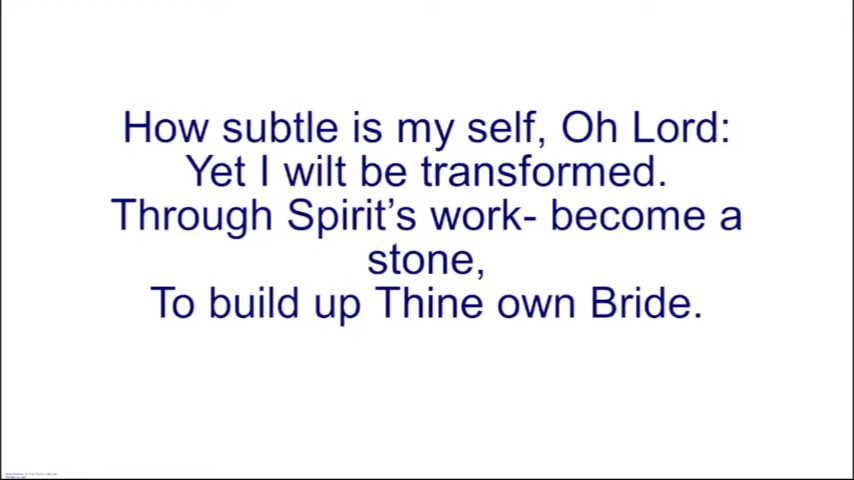 How subtle is my self, Oh Lord:
Yet I wilt be transformed.
Through Spirit’s work- become a
stone,
To build up Thine own Bride.